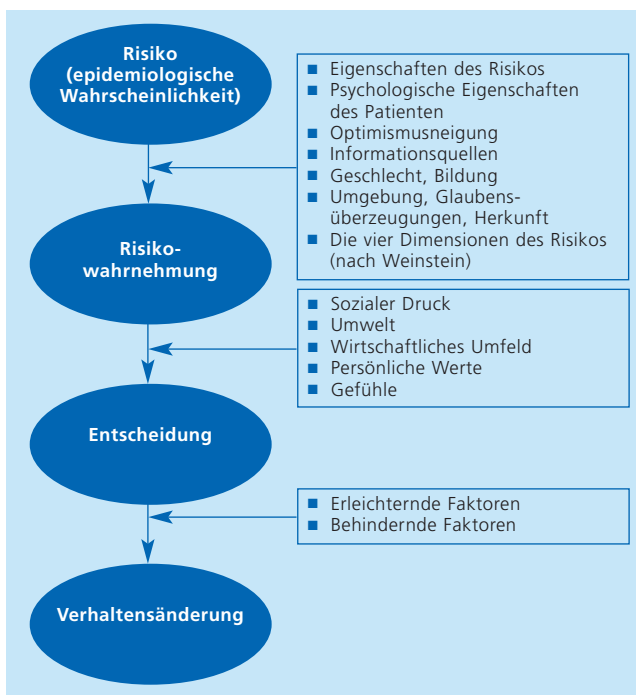 Risiko
(epidemiologische
Wahrscheinlichkeit)
■ Eigenschaften des Risikos
■ Psychologische Eigenschaften
des Patienten
■ Optimismusneigung
■ Informationsquellen
■ Geschlecht, Bildung
■ Umgebung, Glaubens-
überzeugungen, Herkunft
■ Die vier Dimensionen des Risikos
(nach Weinstein)
Risiko-
wahrnehmung
■ Sozialer Druck
■ Umwelt
■ Wirtschaftliches Umfeld
■ Persönliche Werte
■ Gefühle
Entscheidung
■ Erleichternde Faktoren
■ Behindernde Faktoren
Verhaltensänderung